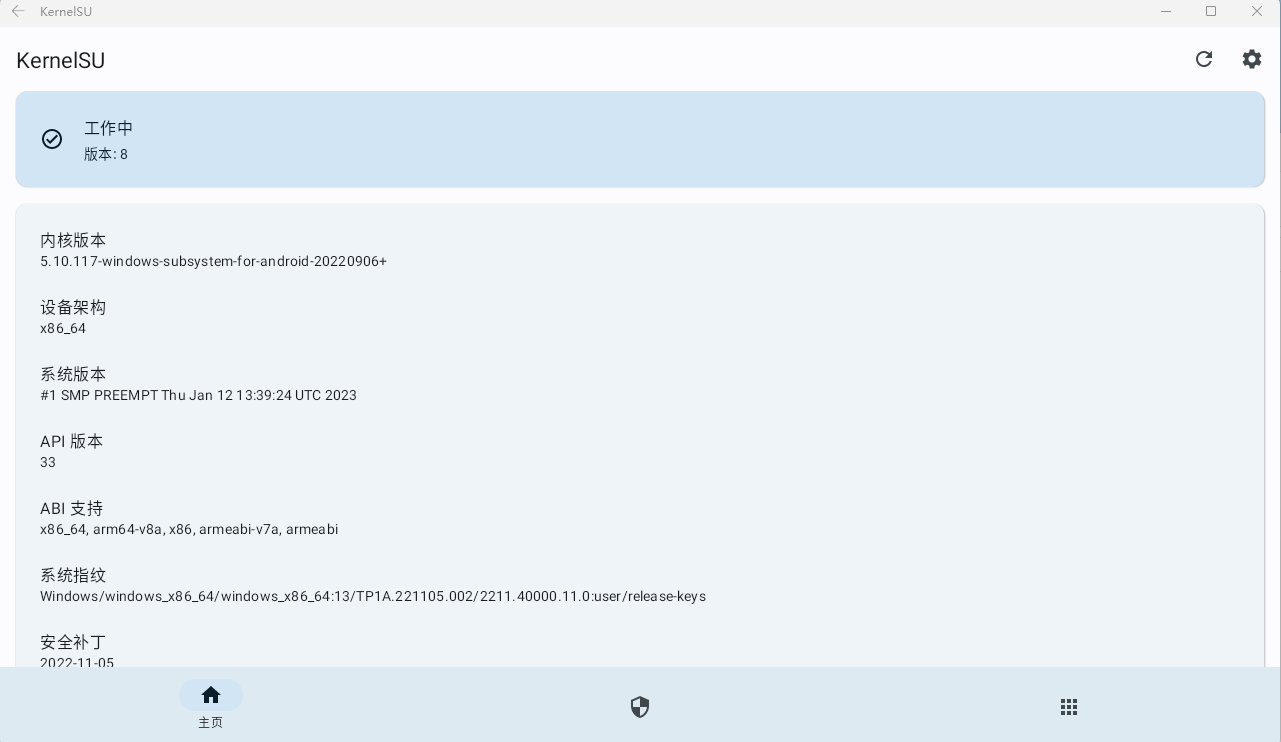 KernelSU
KernelSU
工作中
版本: 8
内核版本
5.10.117-windows-subsystem-for-android-20220906+
设备架构
x86_64
系统版本
#1 SMP PREEMPT Thu Jan 12 13:39:24 UTC 2023
API 版本
33
ABI 支持
x86_64, arm64-v8a, x86, armeabi-v7a, armeabi
系统指纹
Windows/windows_x86_64/windows_x86_64:13/TP1A.221105.002/2211.40000.11.0:user/release-keys
安全补丁
2022-11-05
主页